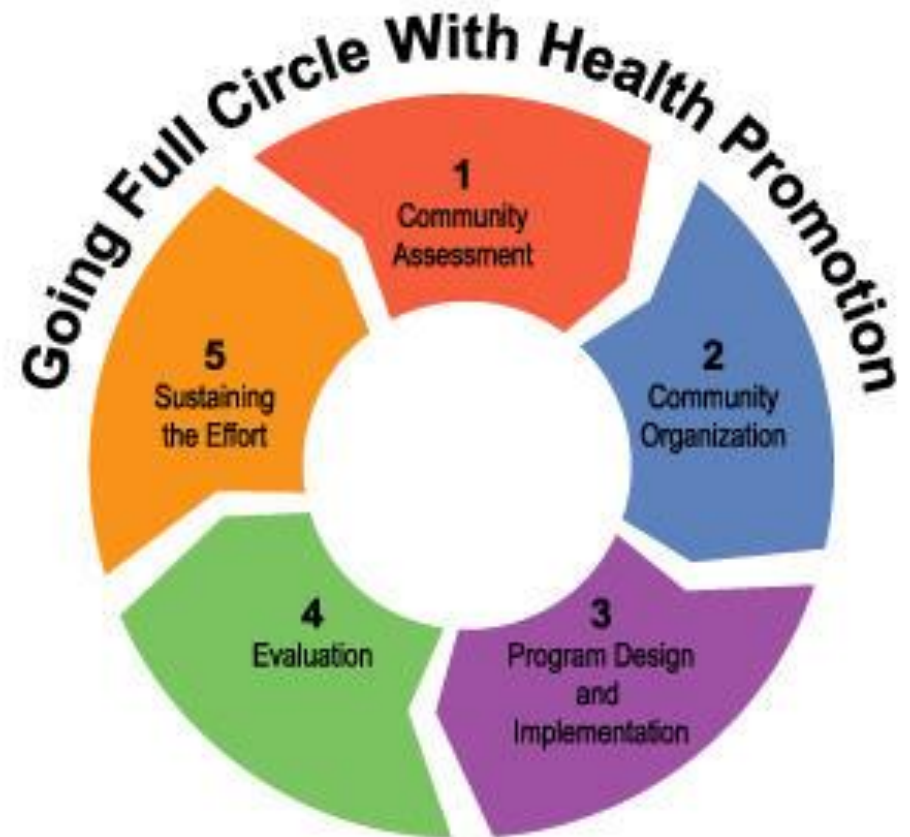 Going Full Circle With Health Promotion
1
Community
Assessment
2
Community
Organization
3
Program Design
and
Implementation
4
Evaluation
5
Sustaining
the Effort